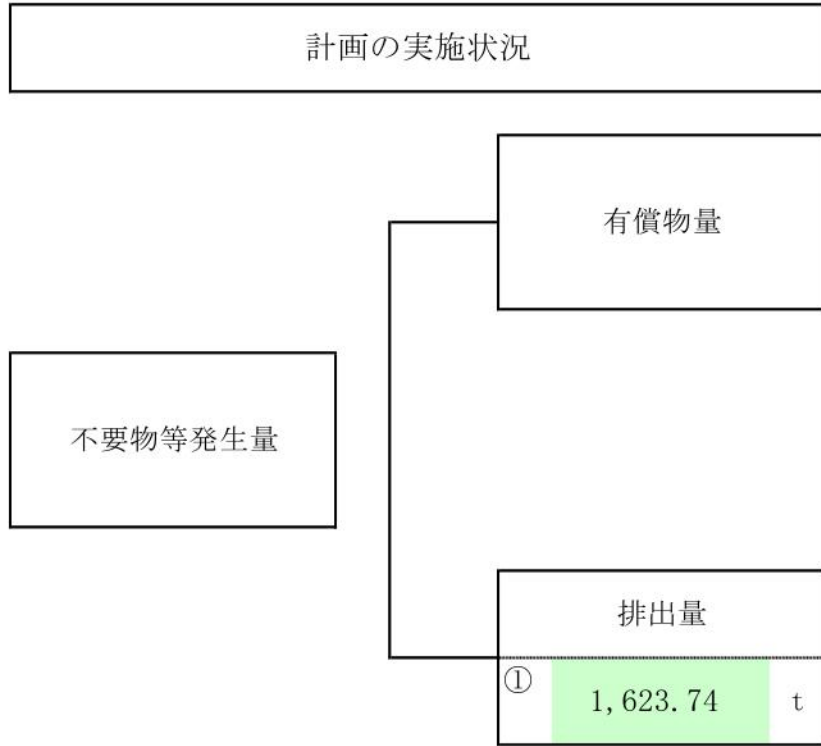 計画の実施状況
有償物量
不要物等発生量
排出量
① 1,623.74 t